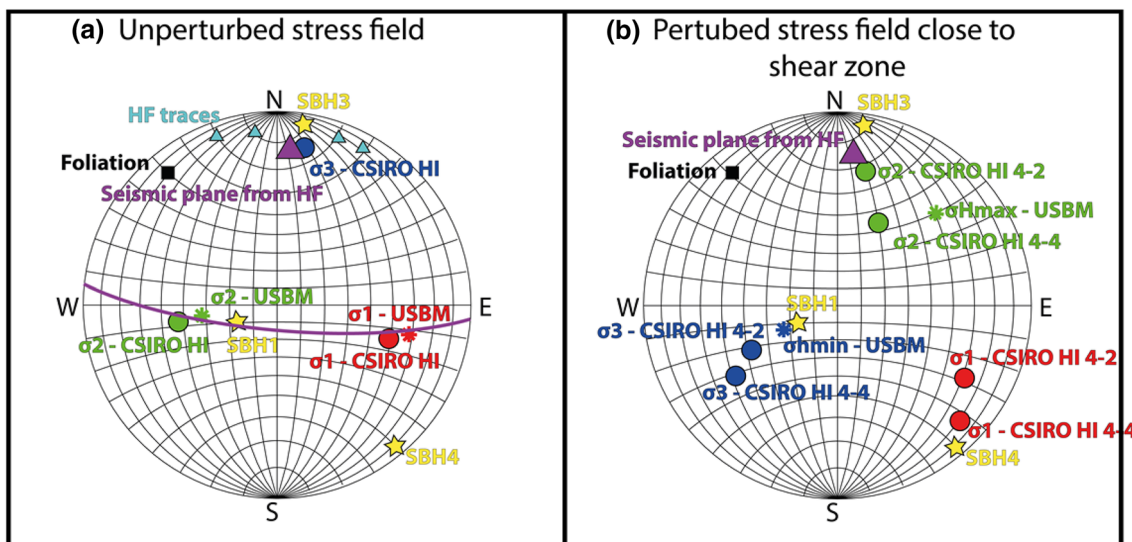 (a) Unperturbed stress field
N
SBH3
HF traces
Foliation
σ3 - CSIRO HI
Seismic plane from HF
W
E
σ2 - USBM
σ1 - USBM
σ2 - CSIRO HI
SBH1
σ1 - CSIRO HI
SBH4
S
(b) Pertubed stress field close to
shear zone
N
SBH3
Seismic plane from HF
Foliation
σ2 - CSIRO HI 4-2
σHmax - USBM
σ2 - CSIRO HI 4-4
W
E
SBH1
σ3 - CSIRO HI 4-2
σhmin - USBM
σ1 - CSIRO HI 4-2
σ3 - CSIRO HI 4-4
σ1 - CSIRO HI 4-4
SBH4
S